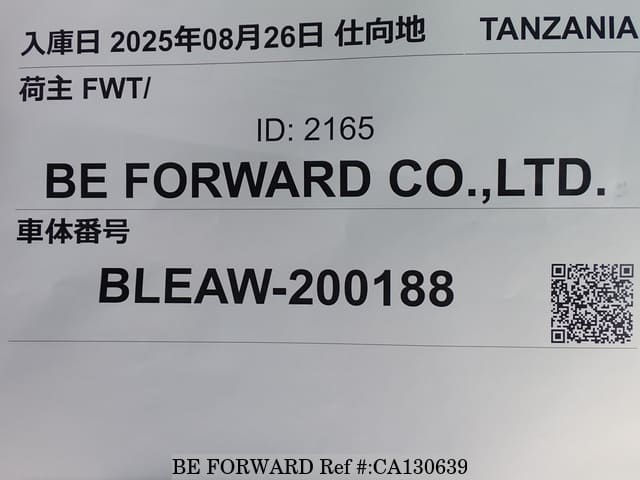 入庫日 2025年08月26日 仕向地 TANZANIA
荷主 FWT/
ID: 2165
BE FORWARD CO.,LTD.
車体番号
BLEAW-200188
BE FORWARD Ref #:CA130639